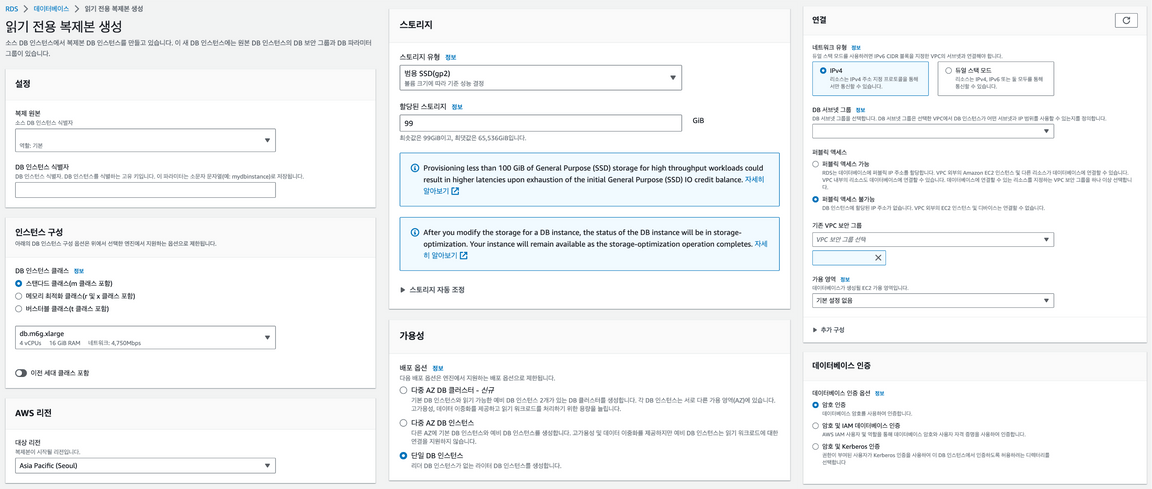 RDS > 데이터베이스 > 읽기 전용 복제본 생성
읽기 전용 복제본 생성
소스 DB 인스턴스에서 복제본 DB 인스턴스를 만들고 있습니다. 이 새 DB 인스턴스에는 원본 DB 인스턴스의 DB 보안 그룹과 DB 파라미터
그룹이 있습니다.
설정
복제 원본
소스 DB 인스턴스 식별자
역할: 기본
DB 인스턴스 식별자
DB 인스턴스 식별자, DB 인스턴스를 식별하는 고유 키입니다. 이 파라미터는 소문자 문자열(예: mydbinstance)로 저장됩니다.
인스턴스 구성
아래의 DB 인스턴스 구성 옵션은 위에서 선택한 엔진에서 지원하는 옵션으로 제한됩니다.
DB 인스턴스 클래스 정보
스탠다드 클래스(m 클래스 포함)
메모리 최적화 클래스(r 및 x 클래스 포함)
버스터블 클래스(t 클래스 포함)
db.m6g.xlarge
4 vCPUs 16 GiB RAM 네트워크: 4,750Mbps
이전 세대 클래스 포함
AWS 리전
대상 리전
복제본이 시작될 리전입니다.
Asia Pacific (Seoul)
스토리지
스토리지 유형 정보
범용 SSD(gp2)
볼륨 크기에 따라 기준 성능 결정
할당된 스토리지 정보
99 GiB
최솟값은 99GiB이고, 최댓값은 65,536GiB입니다.
Provisioning less than 100 GiB of General Purpose (SSD) storage for high throughput workloads could
result in higher latencies upon exhaustion of the initial General Purpose (SSD) IO credit balance. 자세히
알아보기
After you modify the storage for a DB instance, the status of the DB instance will be in storage-
optimization. Your instance will remain available as the storage-optimization operation completes. 자세
히 알아보기
스토리지 자동 조정
가용성
배포 옵션 정보
다음 배포 옵션은 엔진에서 지원하는 배포 옵션으로 제한됩니다.
다중 AZ DB 클러스터 - 신규
기본 DB 인스턴스와 읽기 가능한 예비 DB 인스턴스 2개가 있는 DB 클러스터를 생성합니다. 각 DB 인스턴스는 서로 다른 가용 영역(AZ)에 있습니다.
고가용성, 데이터 이중화를 제공하고 읽기 워크로드를 처리하기 위한 용량을 늘립니다.
다중 AZ DB 인스턴스
다른 AZ에 기본 DB 인스턴스와 예비 DB 인스턴스를 생성합니다. 고가용성 및 데이터 이중화를 제공하지만 예비 DB 인스턴스는 읽기 워크로드에 대한
연결을 지원하지 않습니다.
단일 DB 인스턴스
리더 DB 인스턴스가 없는 라이터 DB 인스턴스를 생성합니다.
연결
네트워크 유형 정보
듀얼 스택 모드를 사용하려면 IPv6 CIDR 블록을 지정된 VPC의 서브넷과 연결해야 합니다.
IPv4
리소스는 IPv4 주소 지정 프로토콜을 통해
서만 통신할 수 있습니다.
듀얼 스택 모드
리소스는 IPv4, IPv6 또는 둘 모두를 통해
통신할 수 있습니다.
DB 서브넷 그룹 정보
DB 서브넷 그룹을 선택합니다. DB 서브넷 그룹은 선택한 VPC에서 DB 인스턴스가 어떤 서브넷과 IP 범위를 사용할 수 있는지를 정의합니다.
퍼블릭 액세스
퍼블릭 액세스 가능
RDS는 데이터베이스에 퍼블릭 IP 주소를 할당합니다. VPC 외부의 Amazon EC2 인스턴스 및 다른 리소스가 데이터베이스에 연결할 수 있습니다.
VPC 내부의 리소스도 데이터베이스에 연결할 수 있습니다. 데이터베이스에 연결할 수 있는 리소스를 지정하는 VPC 보안 그룹을 하나 이상 선택합니
다.
퍼블릭 액세스 불가능
DB 인스턴스에 할당된 IP 주소가 없습니다. VPC 외부의 EC2 인스턴스 및 디바이스는 연결할 수 없습니다.
기존 VPC 보안 그룹
VPC 보안 그룹 선택
가용 영역 정보
데이터베이스가 생성될 EC2 가용 영역입니다.
기본 설정 없음
추가 구성
데이터베이스 인증
데이터베이스 인증 옵션 정보
암호 인증
데이터베이스 암호를 사용하여 인증합니다.
암호 및 IAM 데이터베이스 인증
AWS IAM 사용자 및 역할을 통해 데이터베이스 암호와 사용자 자격 증명을 사용하여 인증합니다.
암호 및 Kerberos 인증
권한이 부여된 사용자가 Kerberos 인증을 사용하여 이 DB 인스턴스에서 인증하도록 허용하려는 디렉터리를
선택합니다